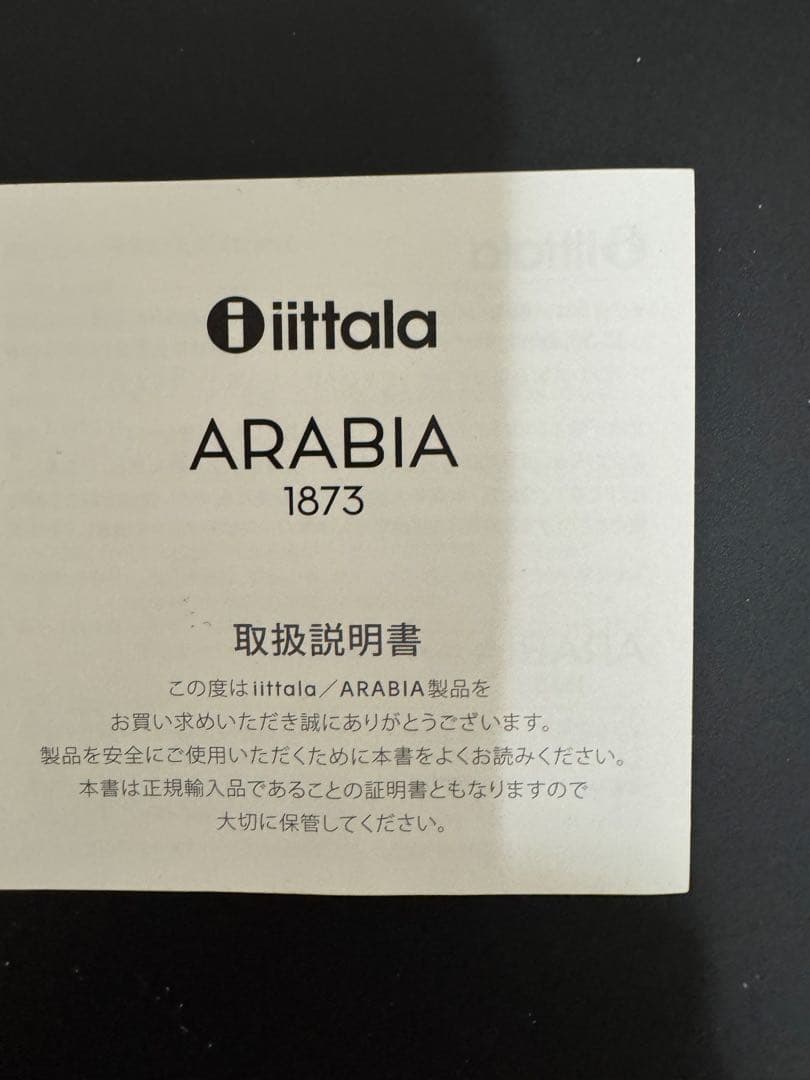 iittala
ARABIA
1873
取扱説明書
この度はiittala／ARABIA製品を
お買い求めいただき誠にありがとうございます。
製品を安全にご使用いただくために本書をよくお読みください。
本書は正規輸入品であることの証明書ともなりますので
大切に保管してください。